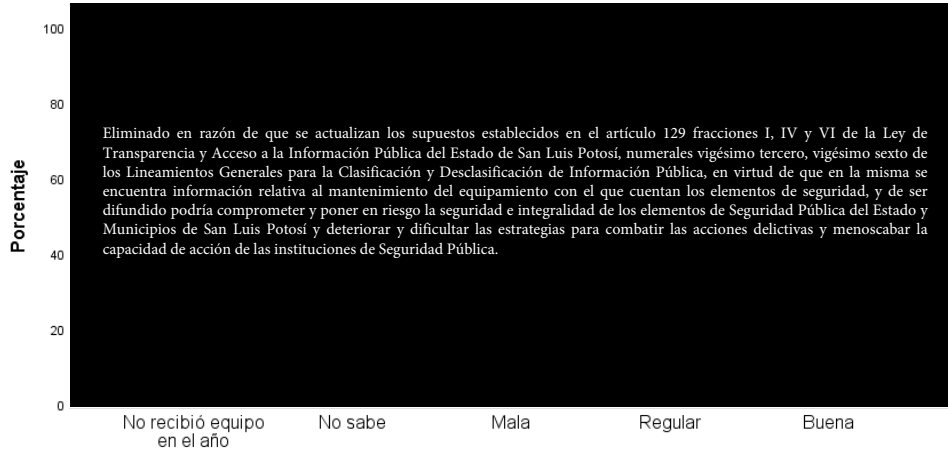 100
80
60
40
20
0
Porcentaje
Eliminado en razón de que se actualizan los supuestos establecidos en el artículo 129 fracciones I, IV y VI de la Ley de
Transparencia y Acceso a la Información Pública del Estado de San Luis Potosí, numerales vigésimo tercero, vigésimo sexto de
los Lineamientos Generales para la Clasificación y Desclasificación de Información Pública, en virtud de que en la misma se
encuentra información relativa al mantenimiento del equipamiento con el que cuentan los elementos de seguridad, y de ser
difundido podría comprometer y poner en riesgo la seguridad e integralidad de los elementos de Seguridad Pública del Estado y
Municipios de San Luis Potosí y deteriorar y dificultar las estrategias para combatir las acciones delictivas y menoscabar la
capacidad de acción de las instituciones de Seguridad Pública.
No recibió equipo
en el año
No sabe
Mala
Regular
Buena